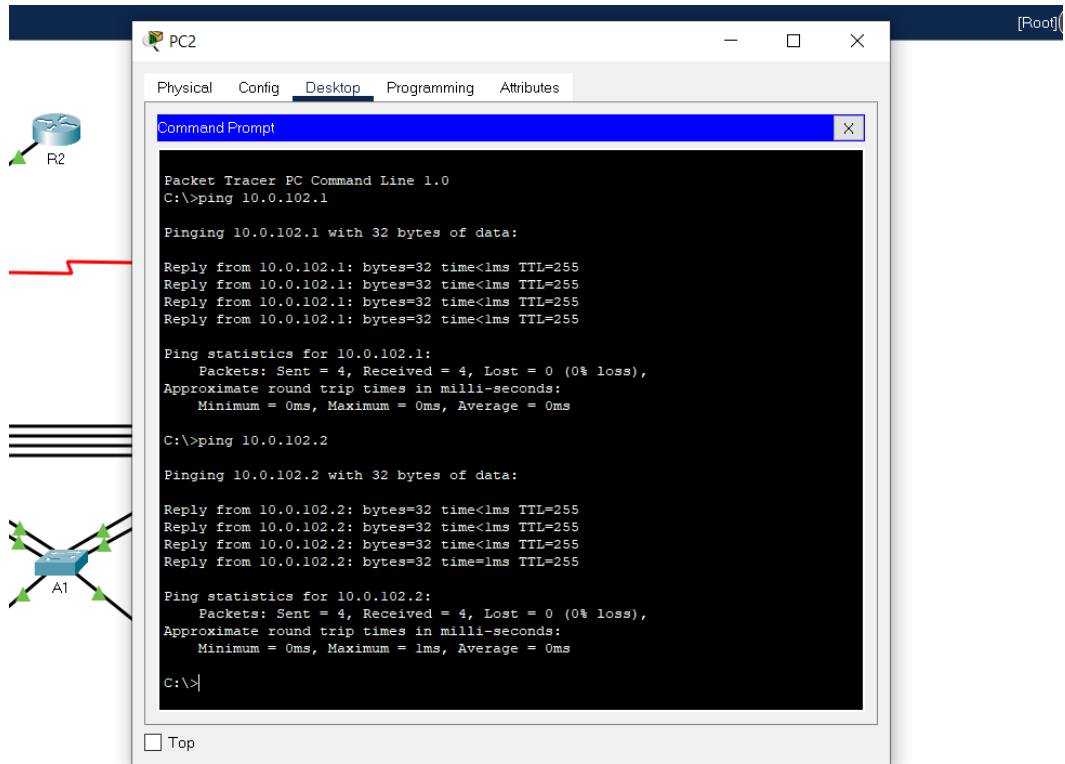 [Root]
PC2
Physical Config Desktop Programming Attributes
Command Prompt
X
R2
Packet Tracer PC Command Line 1.0
C:\>ping 10.0.102.1
Pinging 10.0.102.1 with 32 bytes of data:
Reply from 10.0.102.1: bytes=32 time<1ms TTL=255
Reply from 10.0.102.1: bytes=32 time<1ms TTL=255
Reply from 10.0.102.1: bytes=32 time<1ms TTL=255
Reply from 10.0.102.1: bytes=32 time<1ms TTL=255
Ping statistics for 10.0.102.1:
Packets: Sent = 4, Received = 4, Lost = 0 (0% loss),
Approximate round trip times in milli-seconds:
Minimum = 0ms, Maximum = 0ms, Average = 0ms
C:\>ping 10.0.102.2
Pinging 10.0.102.2 with 32 bytes of data:
Reply from 10.0.102.2: bytes=32 time<1ms TTL=255
Reply from 10.0.102.2: bytes=32 time<1ms TTL=255
Reply from 10.0.102.2: bytes=32 time<1ms TTL=255
Reply from 10.0.102.2: bytes=32 time=1ms TTL=255
A1
Ping statistics for 10.0.102.2:
Packets: Sent = 4, Received = 4, Lost = 0 (0% loss),
Approximate round trip times in milli-seconds:
Minimum = 0ms, Maximum = 1ms, Average = 0ms
C:\>
Top